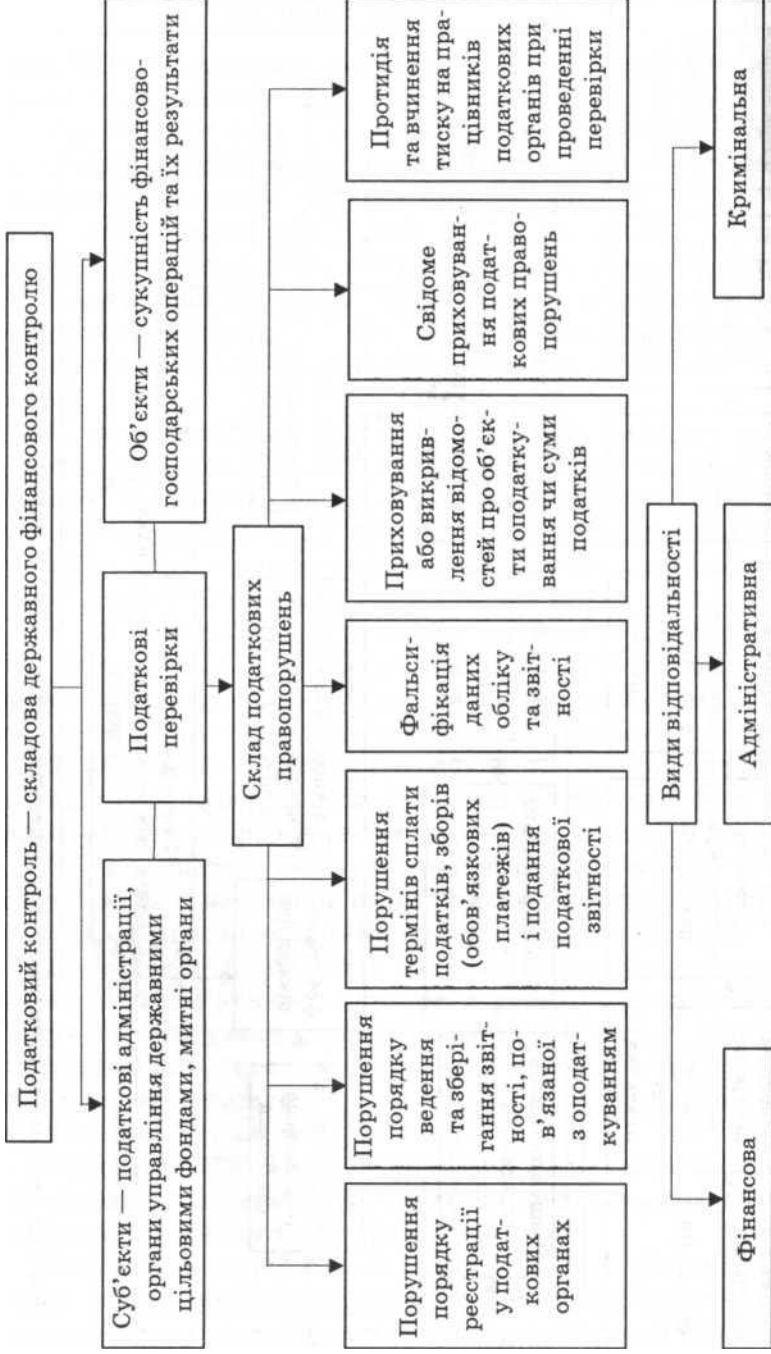 Податковий контроль — складова державного фінансового контролю
Суб’єкти — податкові адміністрації,
органи управління державними
цільовими фондами, митні органи
Податкові
перевірки
Об’єкти — сукупність фінансово-
господарських операцій та їх результати
Склад податкових
правопорушень
Порушення
порядку
реєстрації
у подат-
кових
органах
Порушення
порядку
ведення
та збері-
гання звіт-
ності, по-
в’язаної
з оподат-
куванням
Порушення
термінів сплати
податків, зборів
(обов’язкових
платежів)
і подання
податкової
звітності
Фальси-
фікація
даних
обліку
та звіт-
ності
Приховування
або викрив-
лення відомо-
стей про об’єк-
ти оподатку-
вання чи суми
податків
Свідоме
приховуван-
ня подат-
кових право-
порушень
Протидія
та вчинення
тиску на пра-
цівників
податкових
органів при
проведенні
перевірки
Види відповідальності
Фінансова
Адміністративна
Кримінальна